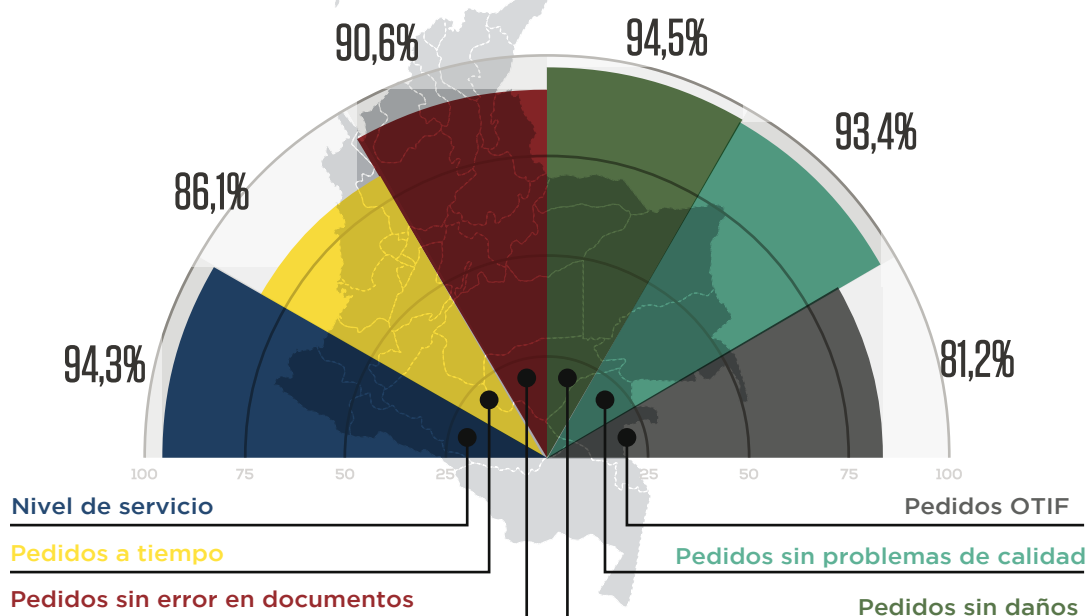 90,6%
94,5%
93,4%
86,1%
94,3%
81,2%
100 75 50 25 25 50 75 100
Nivel de servicio
Pedidos OTIF
Pedidos a tiempo
Pedidos sin problemas de calidad
Pedidos sin error en documentos
Pedidos sin daños